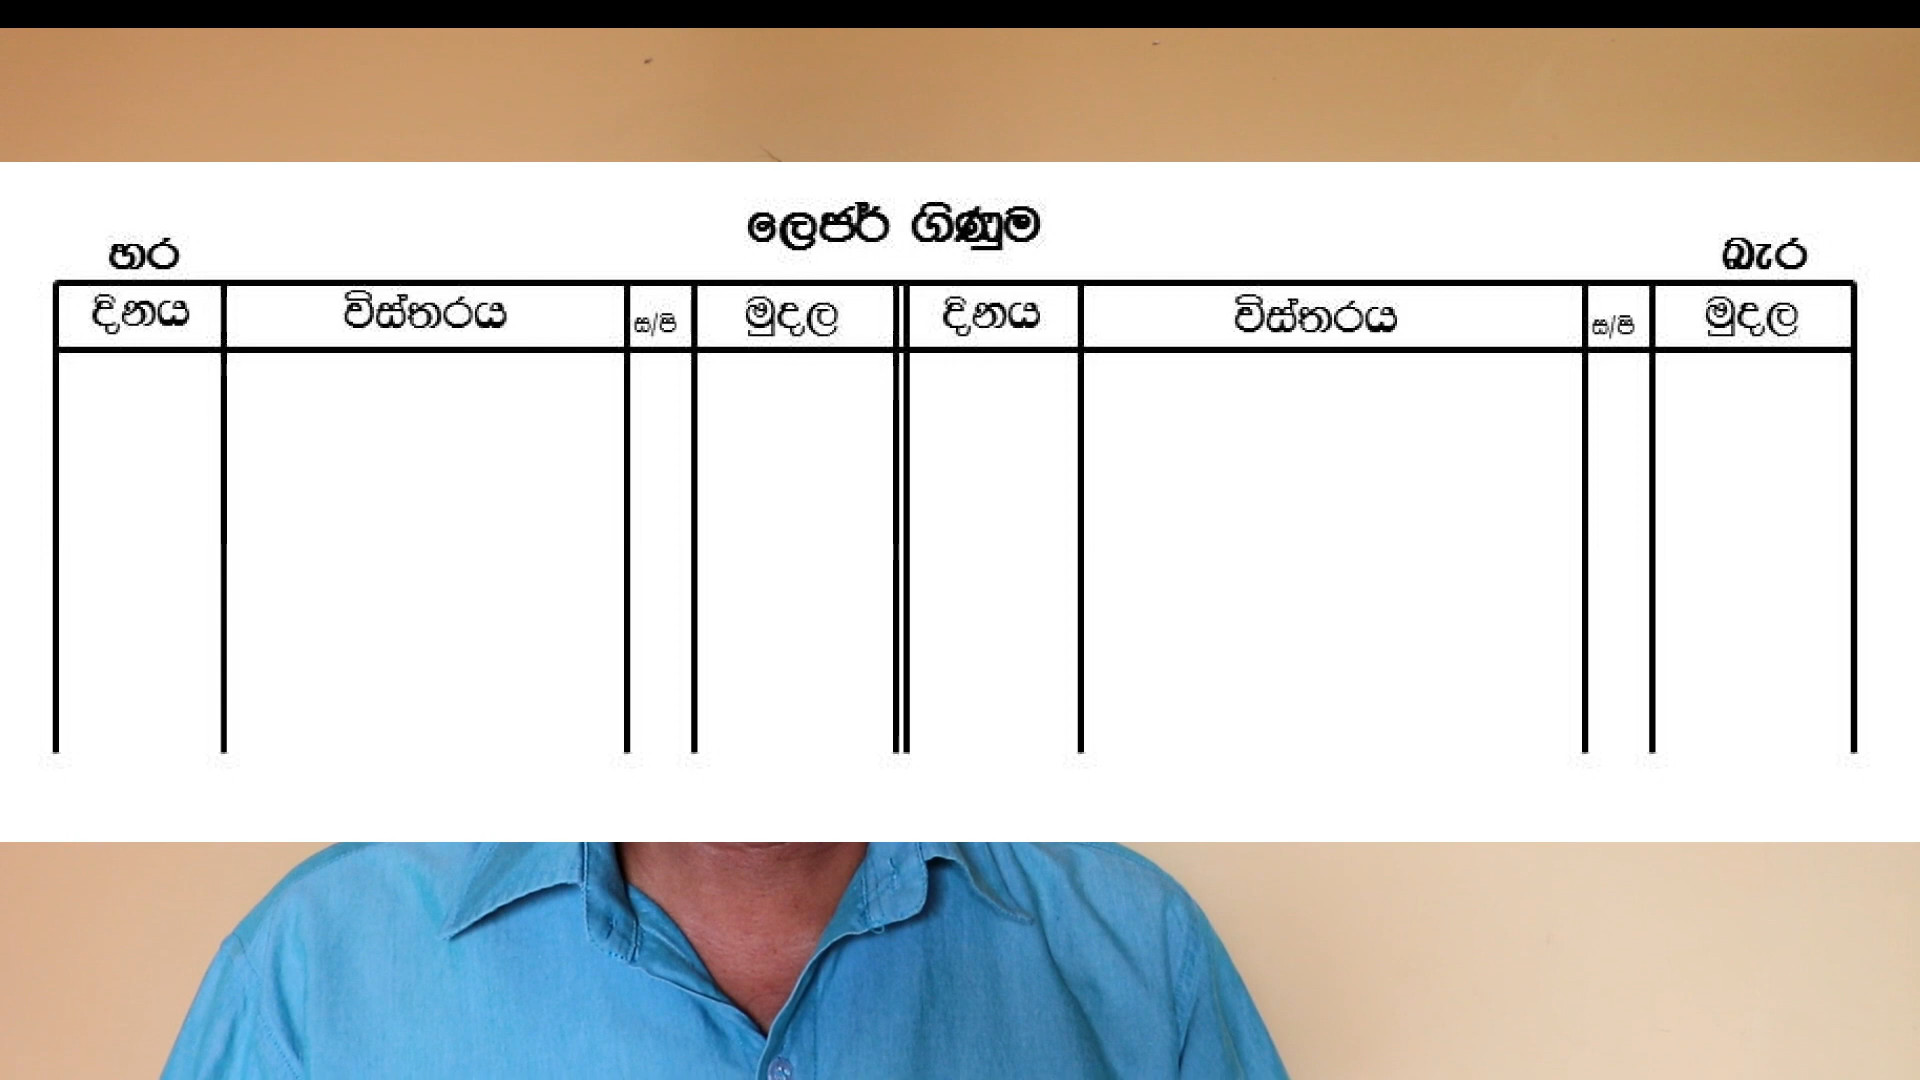 ලෙජර් ගිණුම
හර බැර
දිනය විස්තරය ස/පි මුදල දිනය විස්තරය ස/පි මුදල